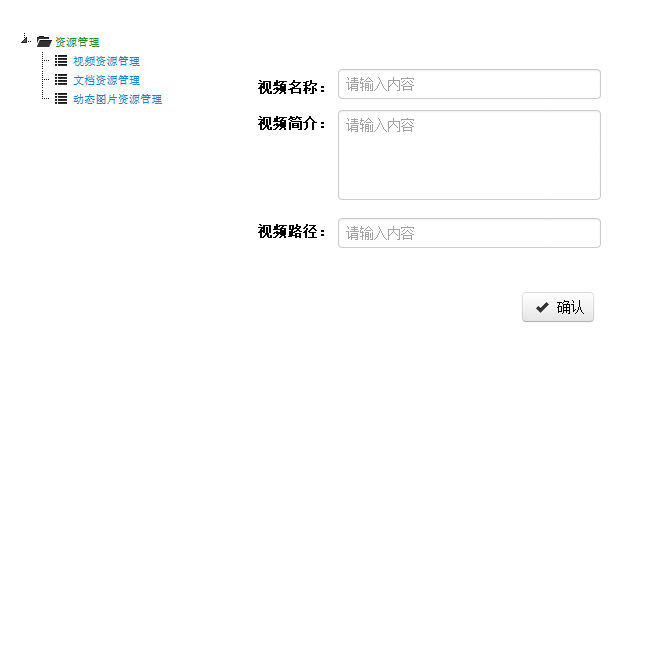 资源管理
视频资源管理
文档资源管理
动态图片资源管理
视频名称：
请输入内容
视频简介：
请输入内容
视频路径：
请输入内容
确认